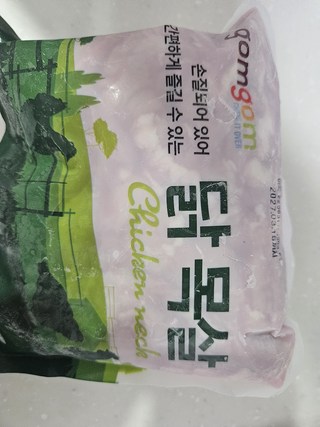 gomgom
손질되어 있어
간편하게 즐길 수 있는
닭 목살
Chicken neck